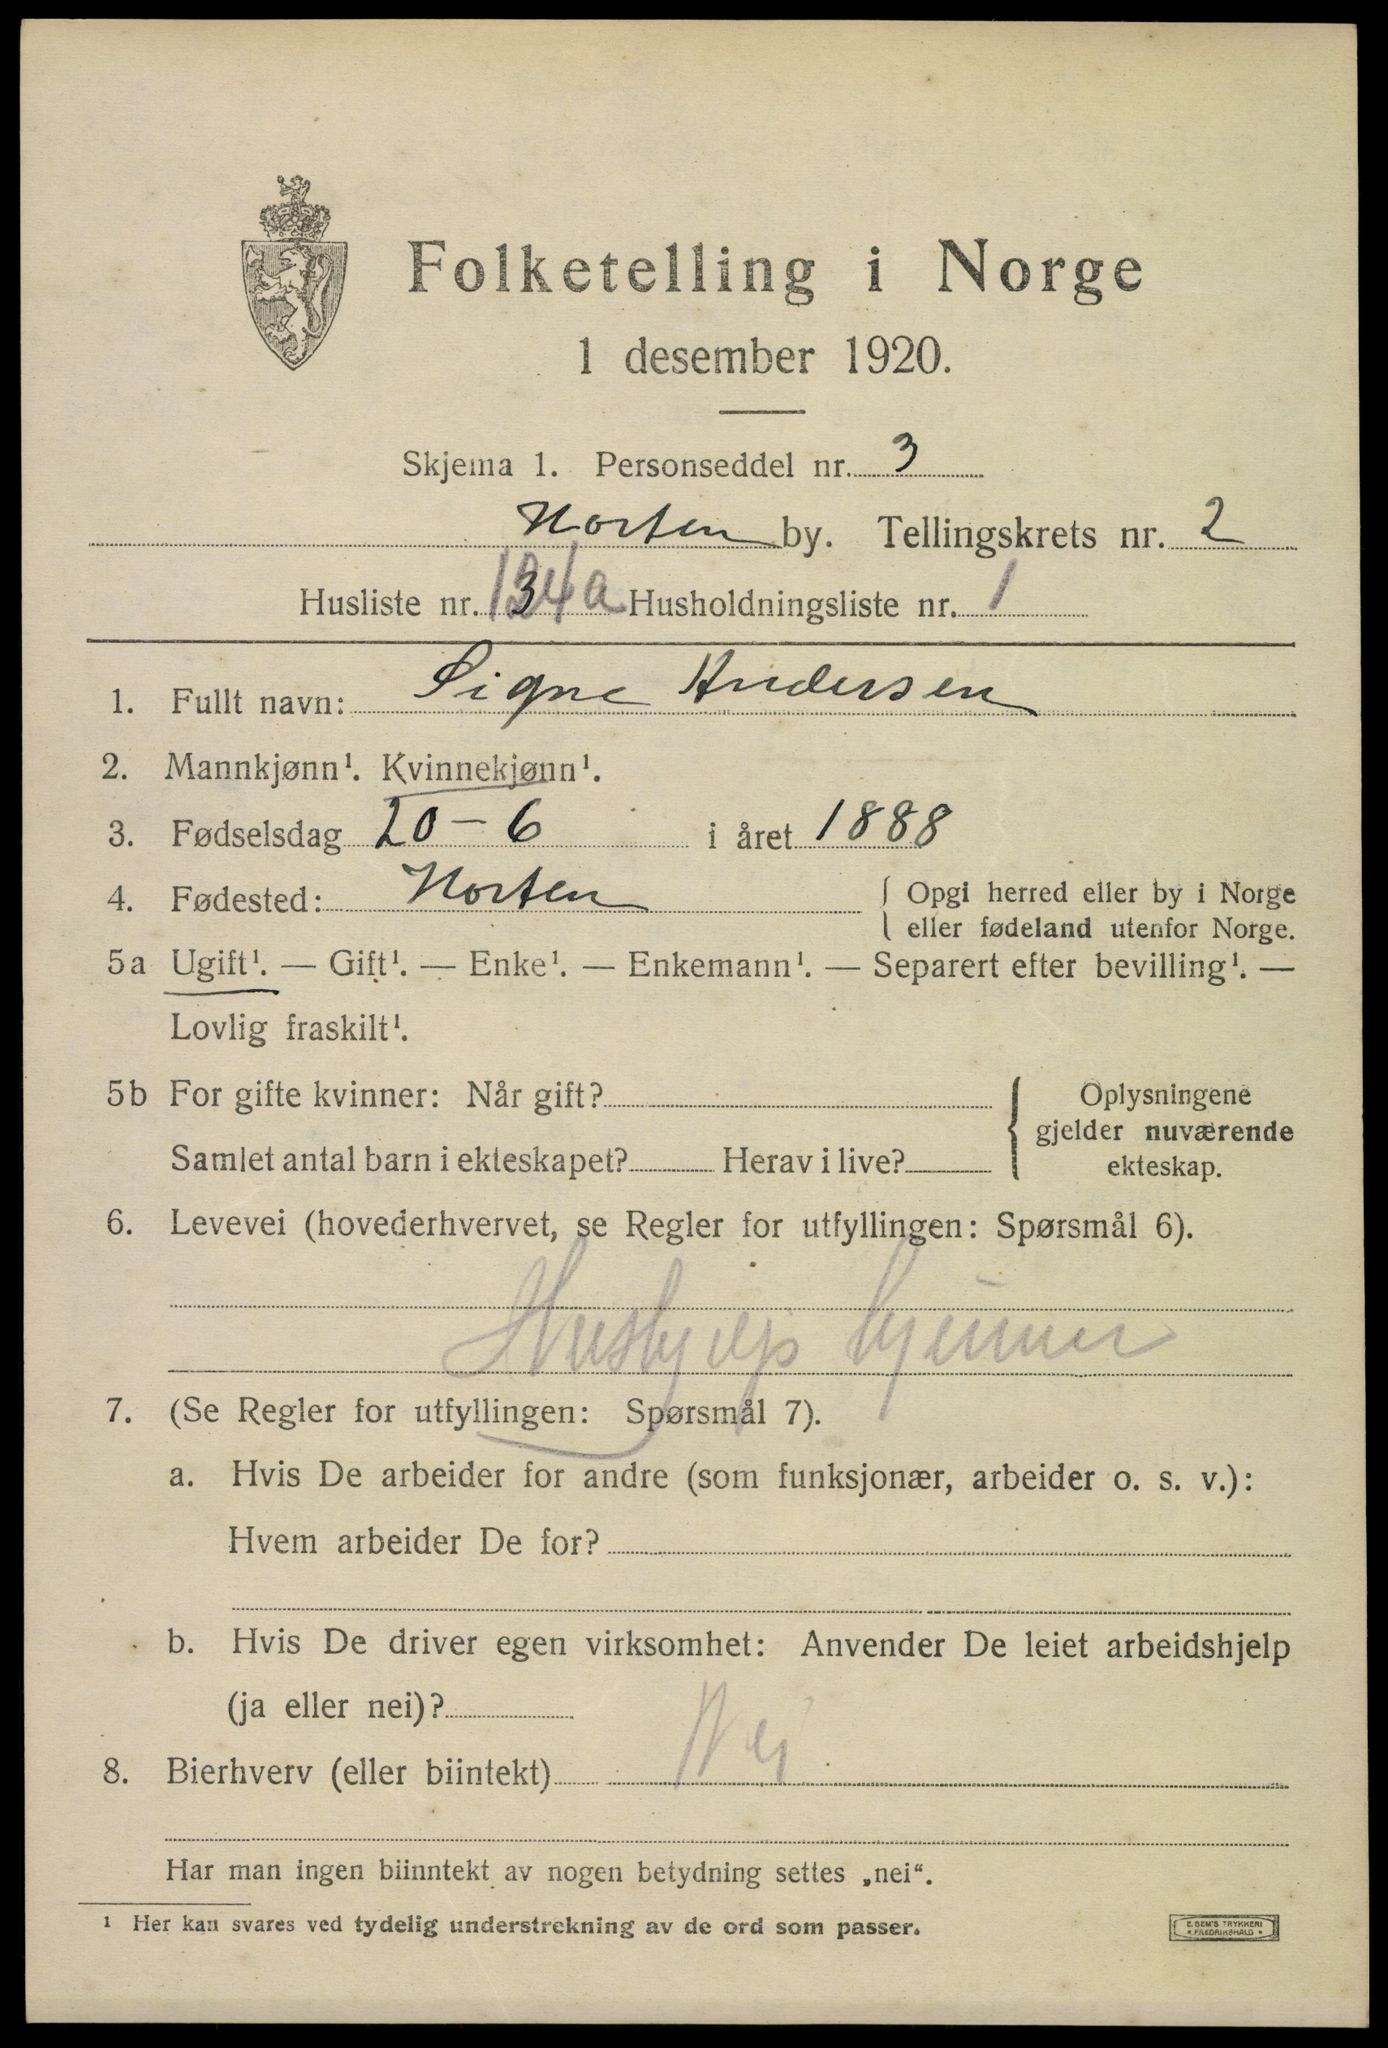 Folketelling i Norge
1 desember 1920.
Skjema 1. Personseddel nr. 3
Horten by. Tellingskrets nr. 2
Husliste nr. Husholdningsliste nr. 1
1. Fullt navn: Signe Andersen
2. Mannkjønn¹. Kvinnekjønn¹.
3. Fødselsdag 20-6 i året 1888
4. Fødested: Horten { Opgi herred eller by i Norge
eller fødeland utenfor Norge.
5a Ugift¹. — Gift¹. — Enke¹. — Enkemann¹. — Separert efter bevilling¹. —
Lovlig fraskilt¹.
5b For gifte kvinner: Når gift? { Oplysningene
gjelder nuværende
Samlet antal barn i ekteskapet? Herav i live? ekteskap.
6. Levevei (hovederhvervet, se Regler for utfyllingen: Spørsmål 6).
hjemme
7. (Se Regler for utfyllingen: Spørsmål 7).
a. Hvis De arbeider for andre (som funksjonær, arbeider o. s. v.):
Hvem arbeider De for?
b. Hvis De driver egen virksomhet: Anvender De leiet arbeidshjelp
(ja eller nei)?
8. Bierhverv (eller biintekt) Nei
Har man ingen biinntekt av nogen betydning settes „nei“.
¹ Her kan svares ved tydelig understrekning av de ord som passer.
E. SEM'S TRYKKERI
• FREDRIKSHALD •